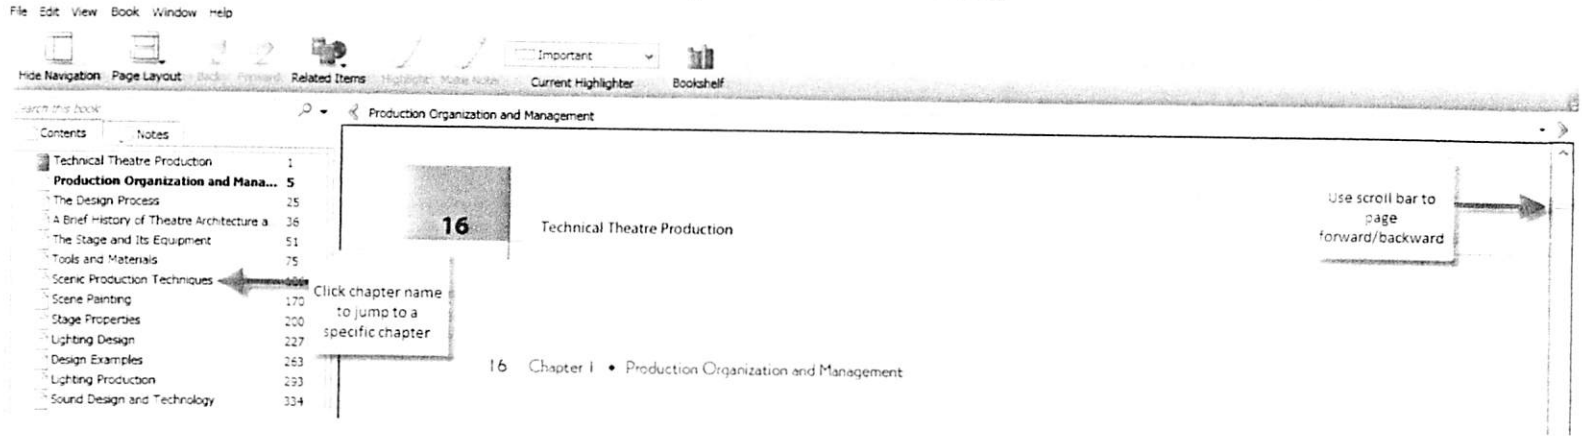 File Edit View Book Window Help
Important
Hide Navigation Page Layout Back Forward Related Items Highlight Make Note Current Highlighter Bookshelf
search this book
Production Organization and Management
Contents Notes
Technical Theatre Production 1
Production Organization and Mana... 5
The Design Process 25
A Brief History of Theatre Architecture a 36
The Stage and Its Equipment 51
Tools and Materials 75
Scenic Production Techniques
Scene Painting 170
Stage Properties 200
Lighting Design 227
Design Examples 263
Lighting Production 293
Sound Design and Technology 334
Click chapter name
to jump to a
specific chapter
16
Technical Theatre Production
Use scroll bar to
page
forward/backward
16 Chapter 1 • Production Organization and Management